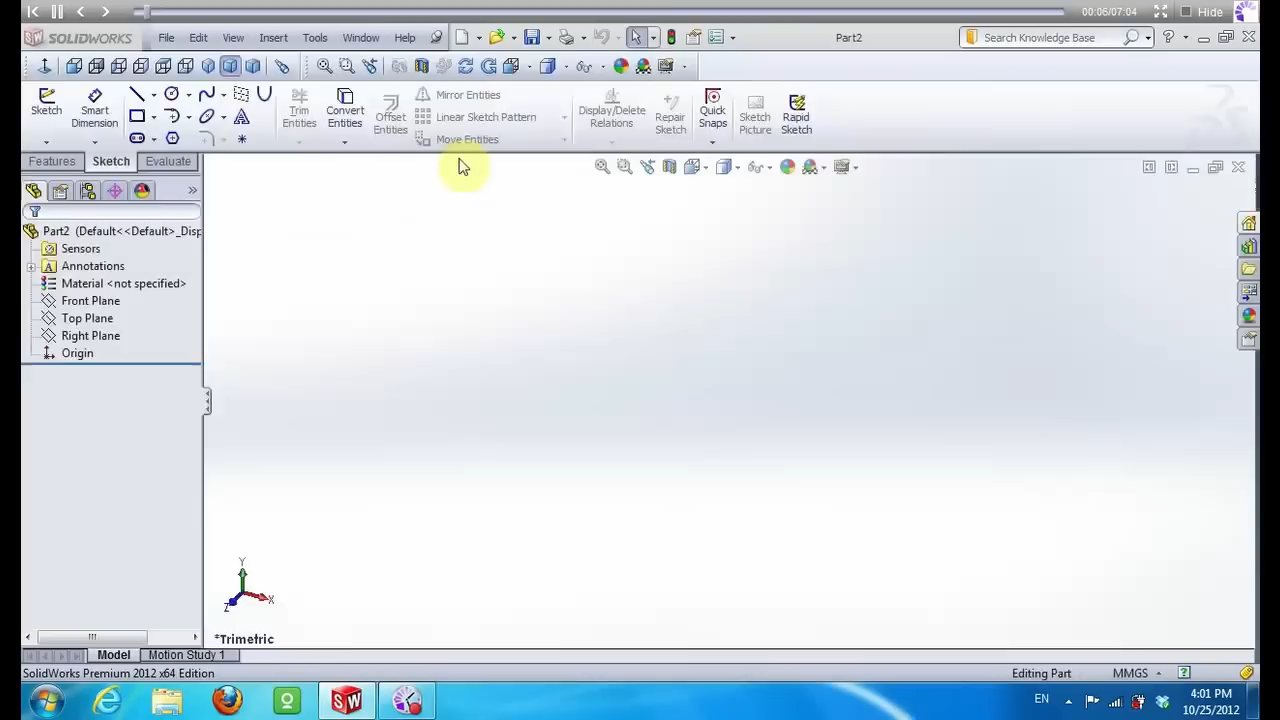 00:06/07:04 Hide
SOLIDWORKS File Edit View Insert Tools Window Help Part2 Search Knowledge Base
Sketch Smart Dimension Trim Entities Convert Entities Offset Entities Mirror Entities Linear Sketch Pattern Move Entities Display/Delete Relations Repair Sketch Quick Snaps Sketch Picture Rapid Sketch
Features Sketch Evaluate
Part2 (Default<<Default>_Disp
Sensors
Annotations
Material <not specified>
Front Plane
Top Plane
Right Plane
Origin
Y
X
Z
*Trimetric
Model Motion Study 1
SolidWorks Premium 2012 x64 Edition Editing Part MMGS
EN 4:01 PM
10/25/2012